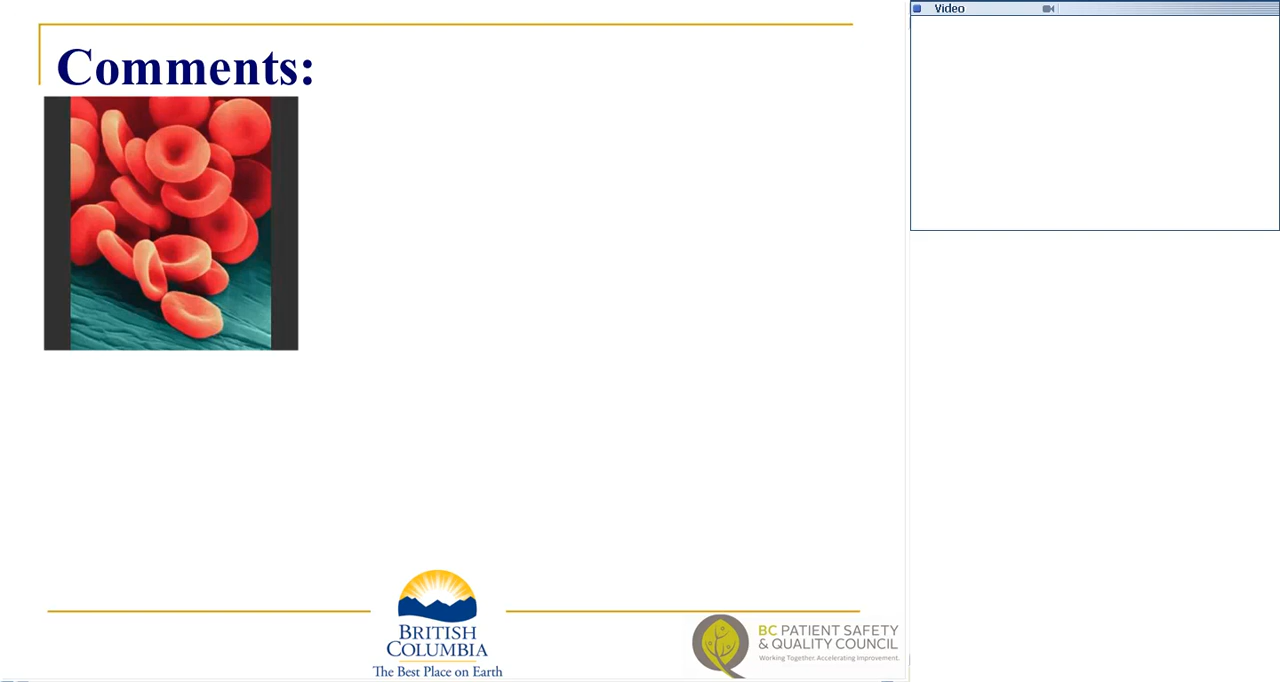 Comments:
Video
BRITISH
COLUMBIA
The Best Place on Earth
BC PATIENT SAFETY
& QUALITY COUNCIL
Working Together. Accelerating Improvement.